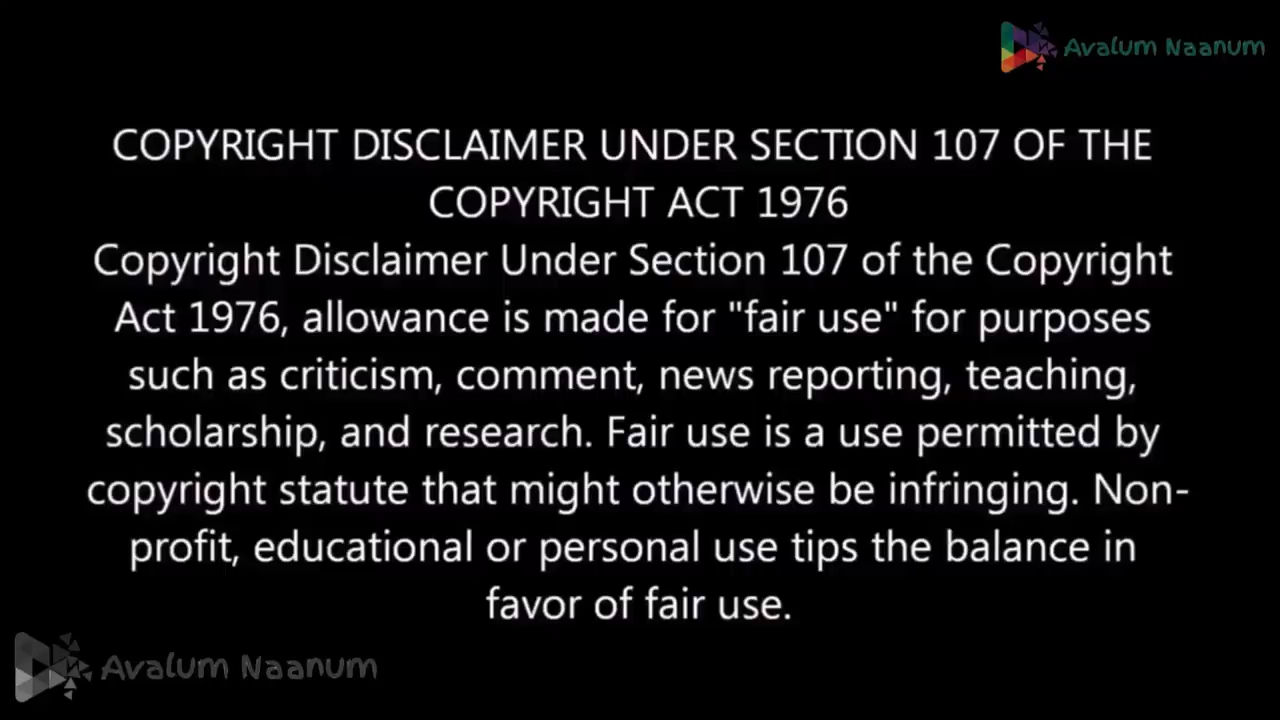 Avalum Naanum
COPYRIGHT DISCLAIMER UNDER SECTION 107 OF THE
COPYRIGHT ACT 1976
Copyright Disclaimer Under Section 107 of the Copyright
Act 1976, allowance is made for "fair use" for purposes
such as criticism, comment, news reporting, teaching,
scholarship, and research. Fair use is a use permitted by
copyright statute that might otherwise be infringing. Non-
profit, educational or personal use tips the balance in
favor of fair use.
Avalum Naanum